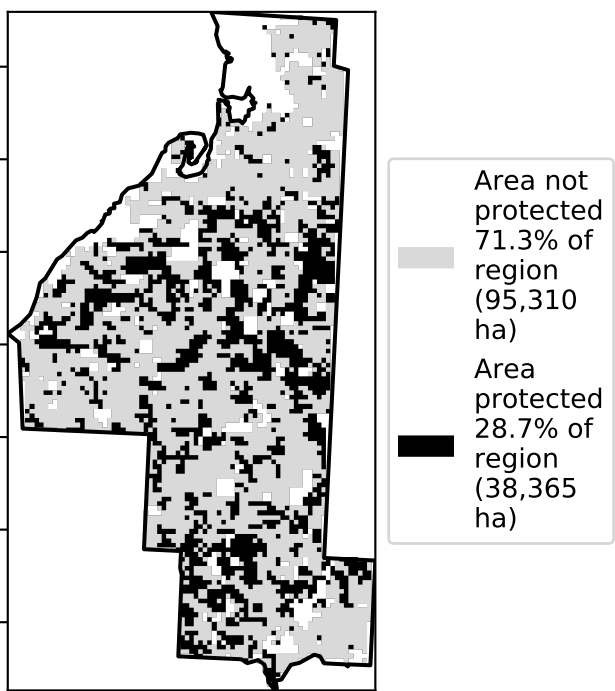 Area not
protected
71.3% of
region
(95,310
ha)
Area
protected
28.7% of
region
(38,365
ha)